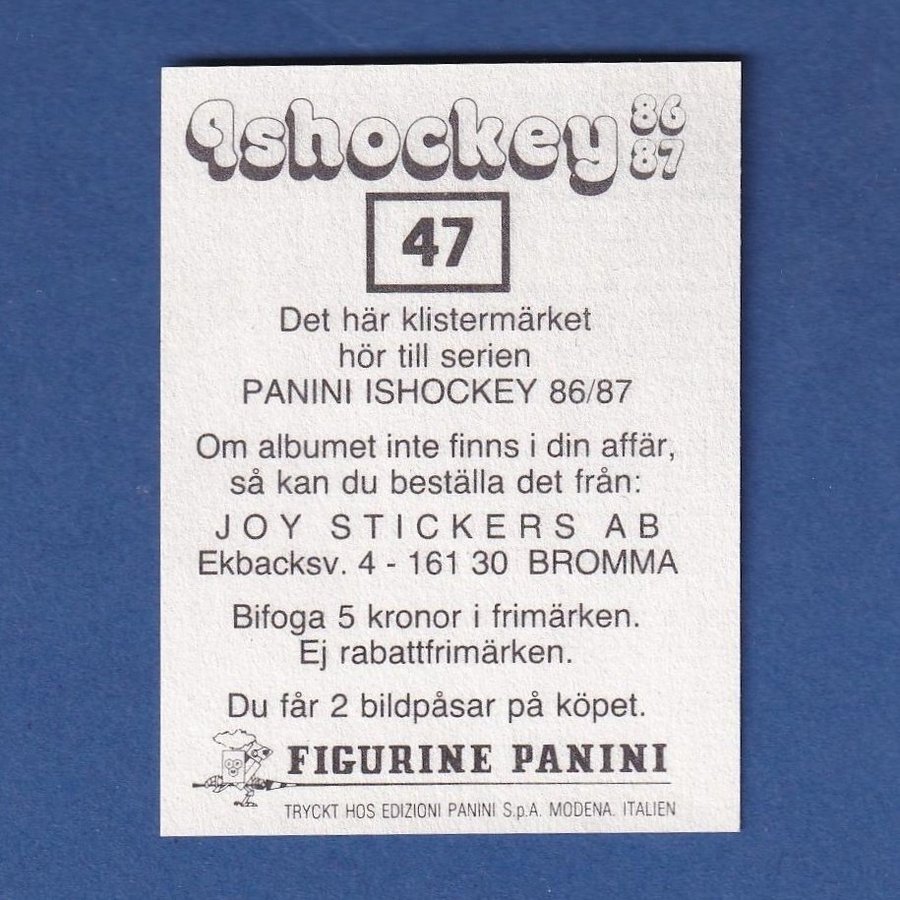 Ishockey 86
87
47
Det här klistermärket
hör till serien
PANINI ISHOCKEY 86/87
Om albumet inte finns i din affär,
så kan du beställa det från:
JOY STICKERS AB
Ekbacksv. 4 - 161 30 BROMMA
Bifoga 5 kronor i frimärken.
Ej rabattfrimärken.
Du får 2 bildpåsar på köpet.
FIGURINE PANINI
TRYCKT HOS EDIZIONI PANINI S.p.A. MODENA. ITALIEN